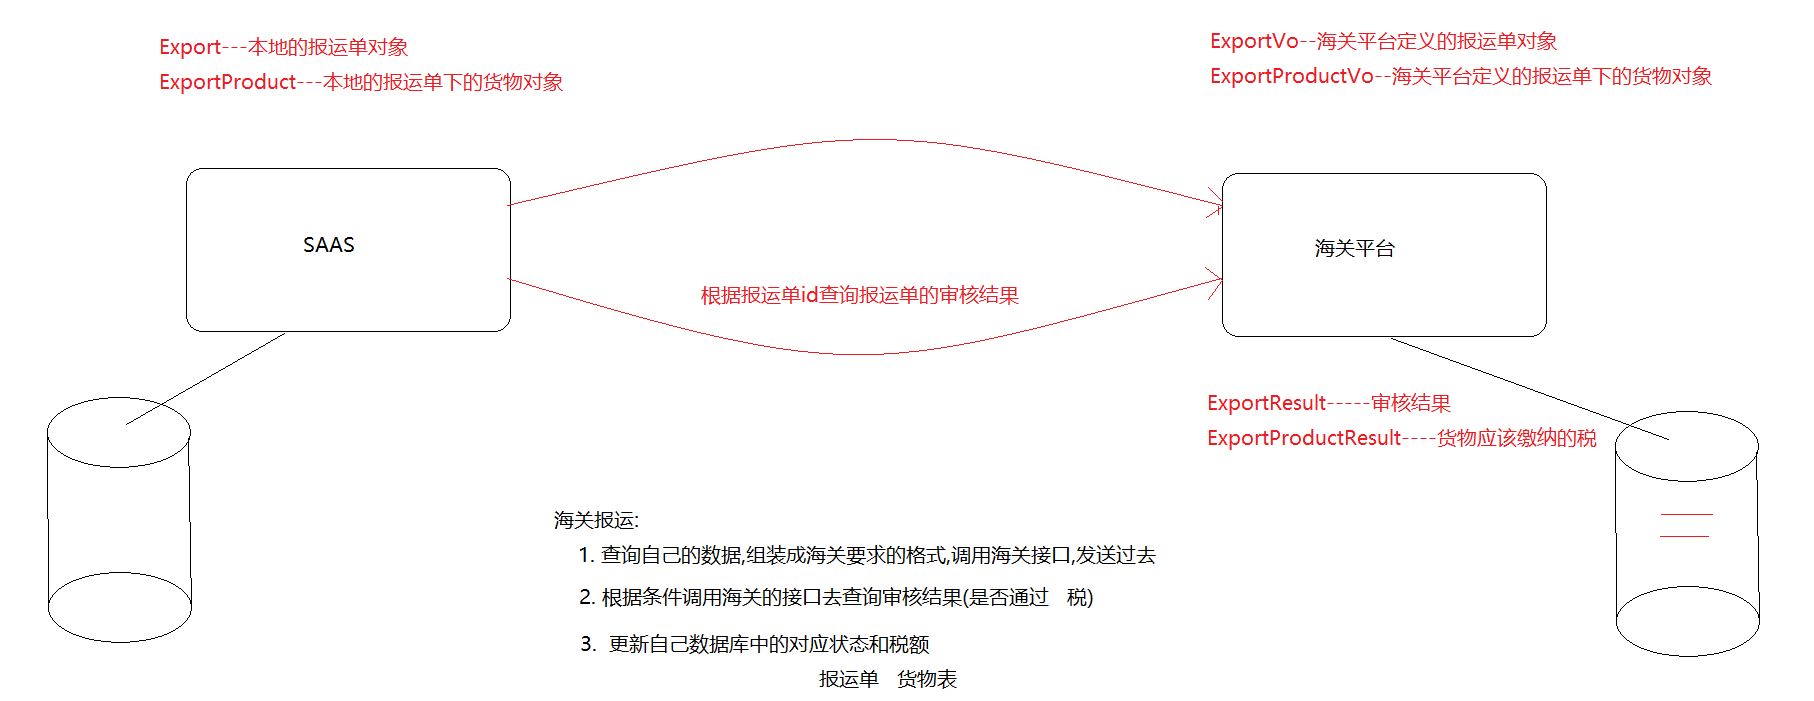 Export---本地的报运单对象
ExportProduct---本地的报运单下的货物对象
ExportVo--海关平台定义的报运单对象
ExportProductVo--海关平台定义的报运单下的货物对象
SAAS
海关平台
根据报运单id查询报运单的审核结果
ExportResult-----审核结果
ExportProductResult----货物应该缴纳的税
海关报运:
1. 查询自己的数据,组装成海关要求的格式,调用海关接口,发送过去
2. 根据条件调用海关的接口去查询审核结果(是否通过 税)
3. 更新自己数据库中的对应状态和税额
报运单 货物表